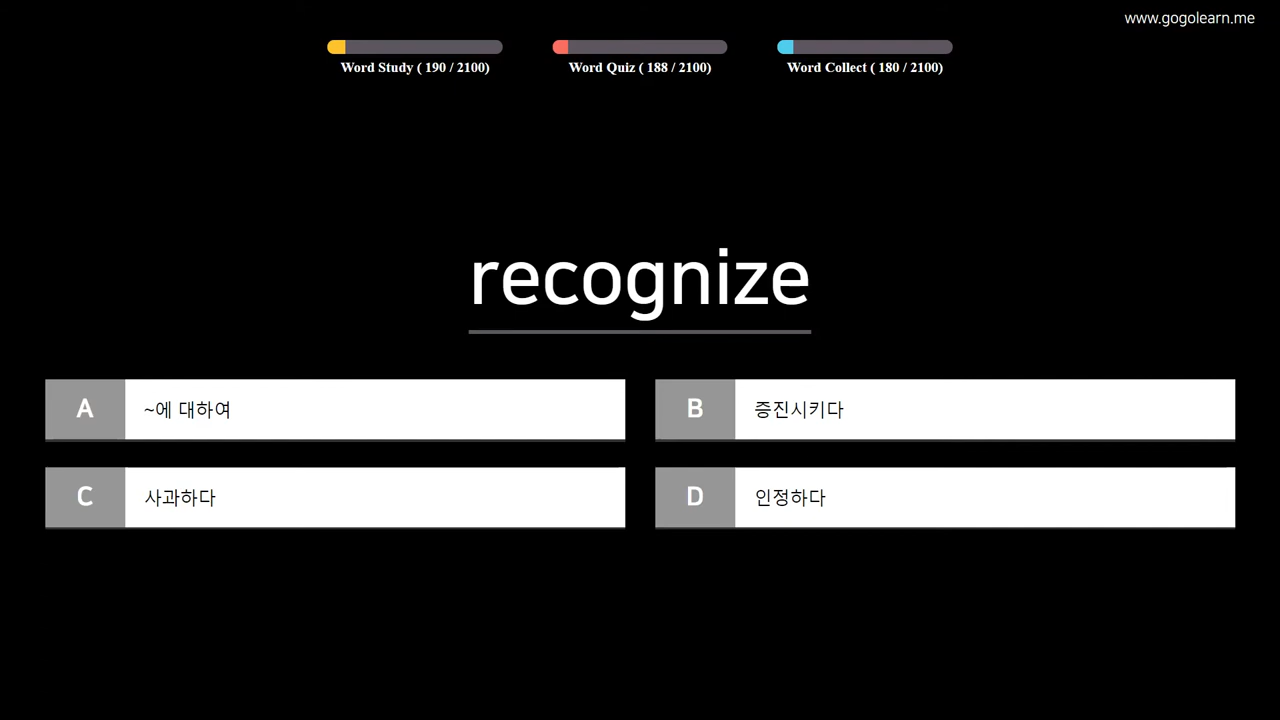 www.gogolearn.me
Word Study ( 190 / 2100)
Word Quiz ( 188 / 2100)
Word Collect ( 180 / 2100)
recognize
A ~에 대하여
B 증진시키다
C 사과하다
D 인정하다